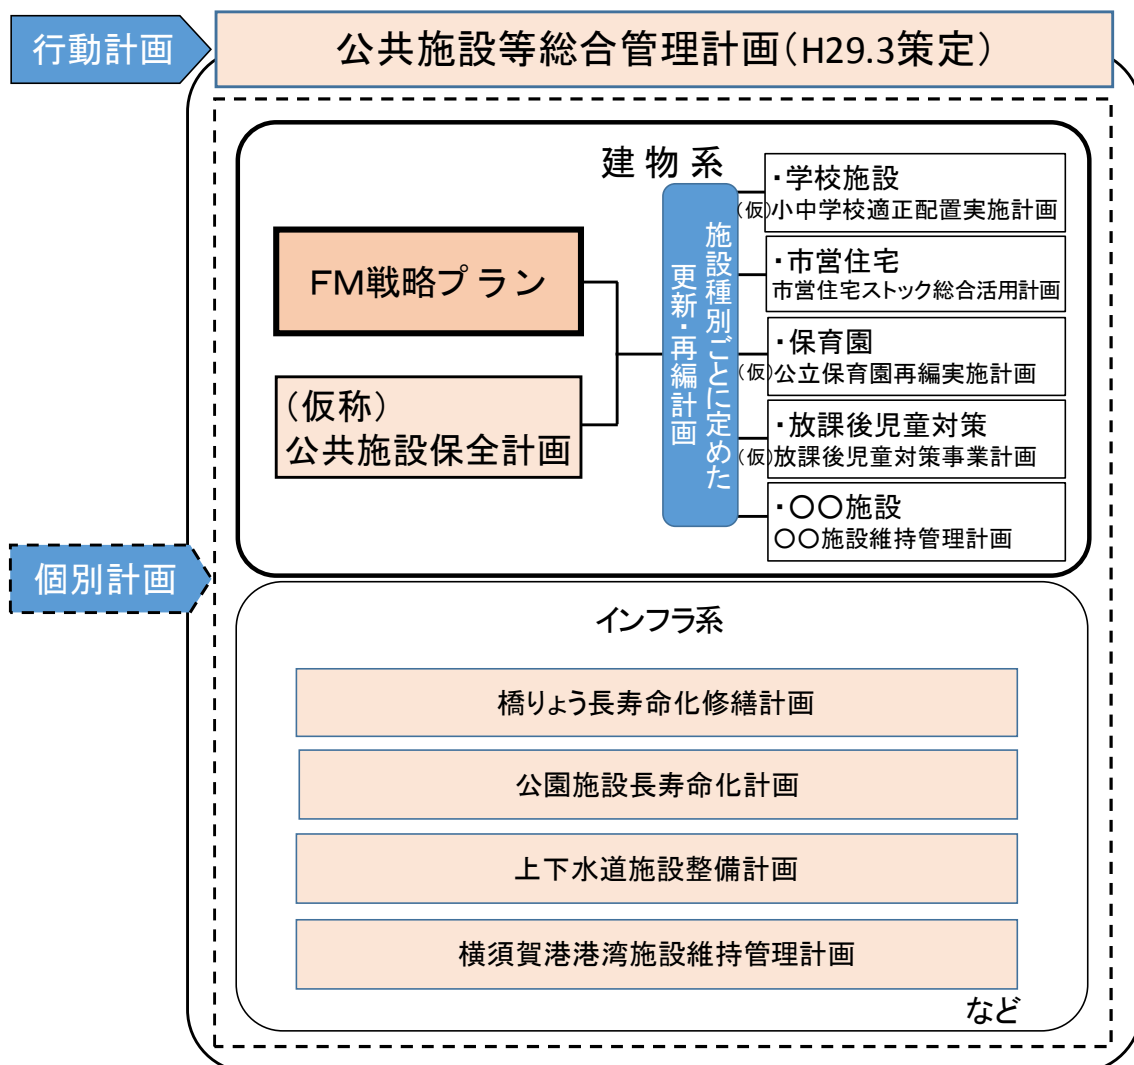 行動計画
公共施設等総合管理計画(H29.3策定)
建物系
FM戦略プラン
(仮称)
公共施設保全計画
施設種別ごとに定めた
更新・再編計画
・学校施設
(仮)小中学校適正配置実施計画
・市営住宅
市営住宅ストック総合活用計画
・保育園
(仮)公立保育園再編実施計画
・放課後児童対策
(仮)放課後児童対策事業計画
・〇〇施設
〇〇施設維持管理計画
個別計画
インフラ系
橋りょう長寿命化修繕計画
公園施設長寿命化計画
上下水道施設整備計画
横須賀港港湾施設維持管理計画
など